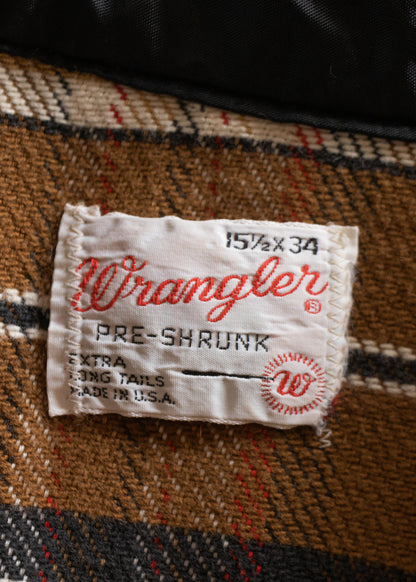 15½ X 34
Wrangler ®
PRE-SHRUNK
EXTRA
LONG TAILS
MADE IN U.S.A.
W